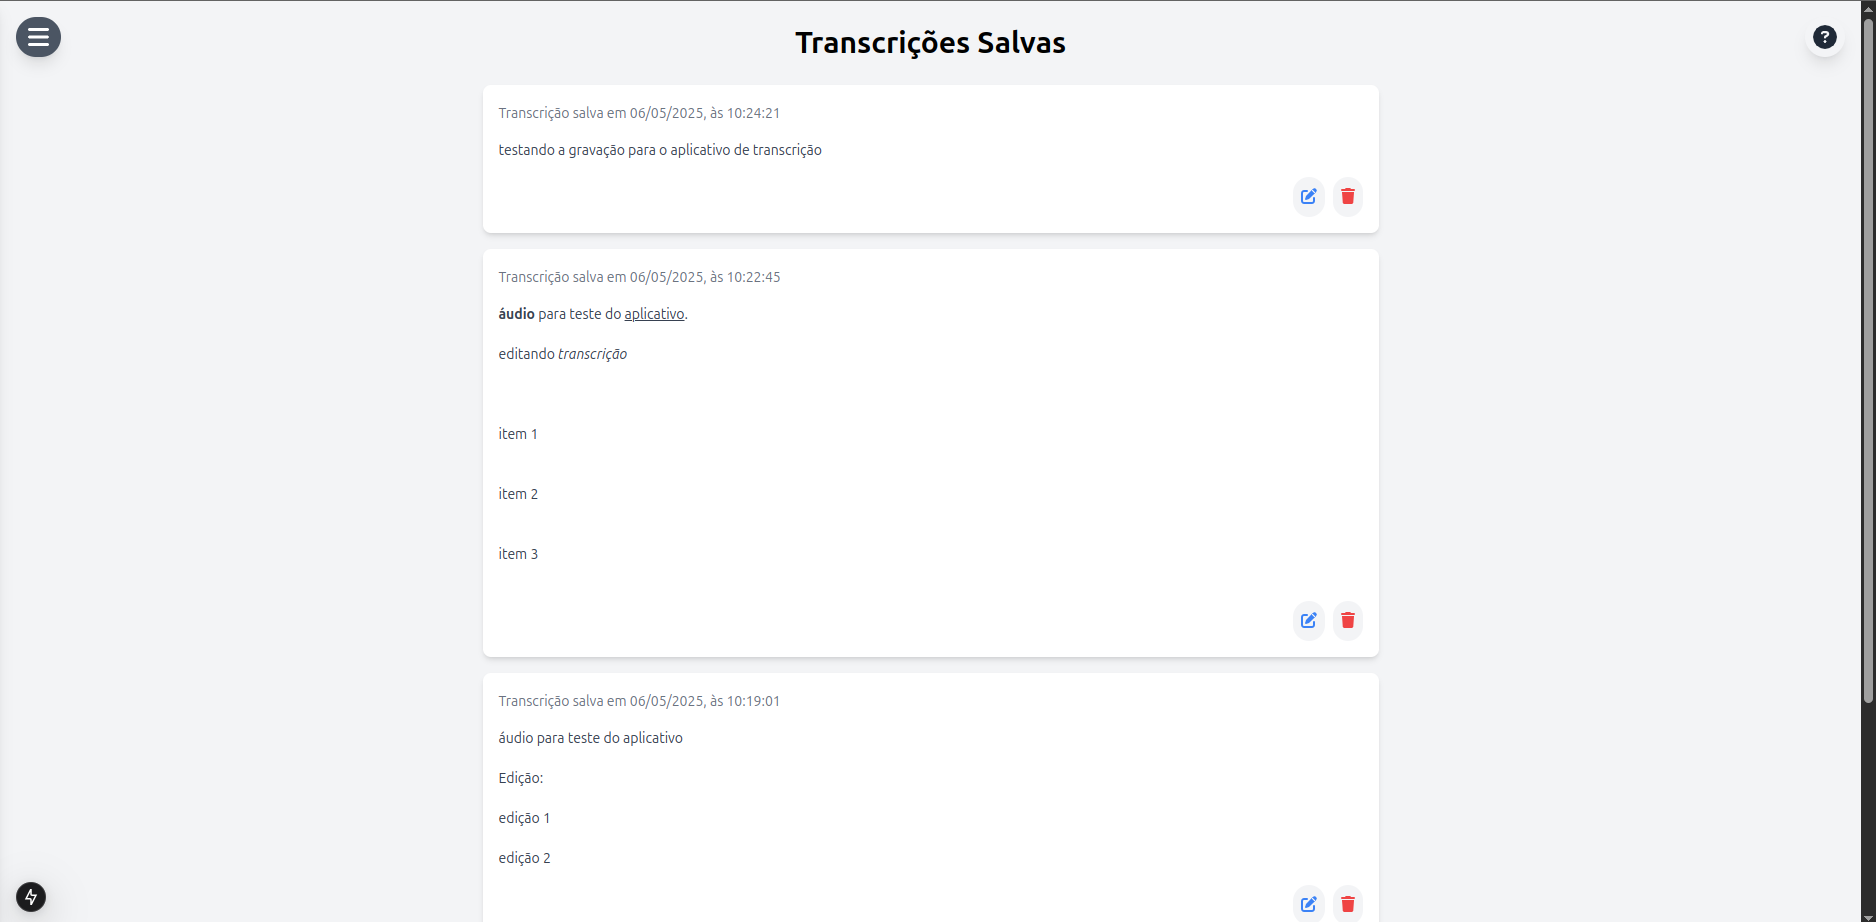 Transcrições Salvas
?
Transcrição salva em 06/05/2025, às 10:24:21
testando a gravação para o aplicativo de transcrição
Transcrição salva em 06/05/2025, às 10:22:45
áudio para teste do aplicativo.
editando transcrição
item 1
item 2
item 3
Transcrição salva em 06/05/2025, às 10:19:01
áudio para teste do aplicativo
Edição:
edição 1
edição 2